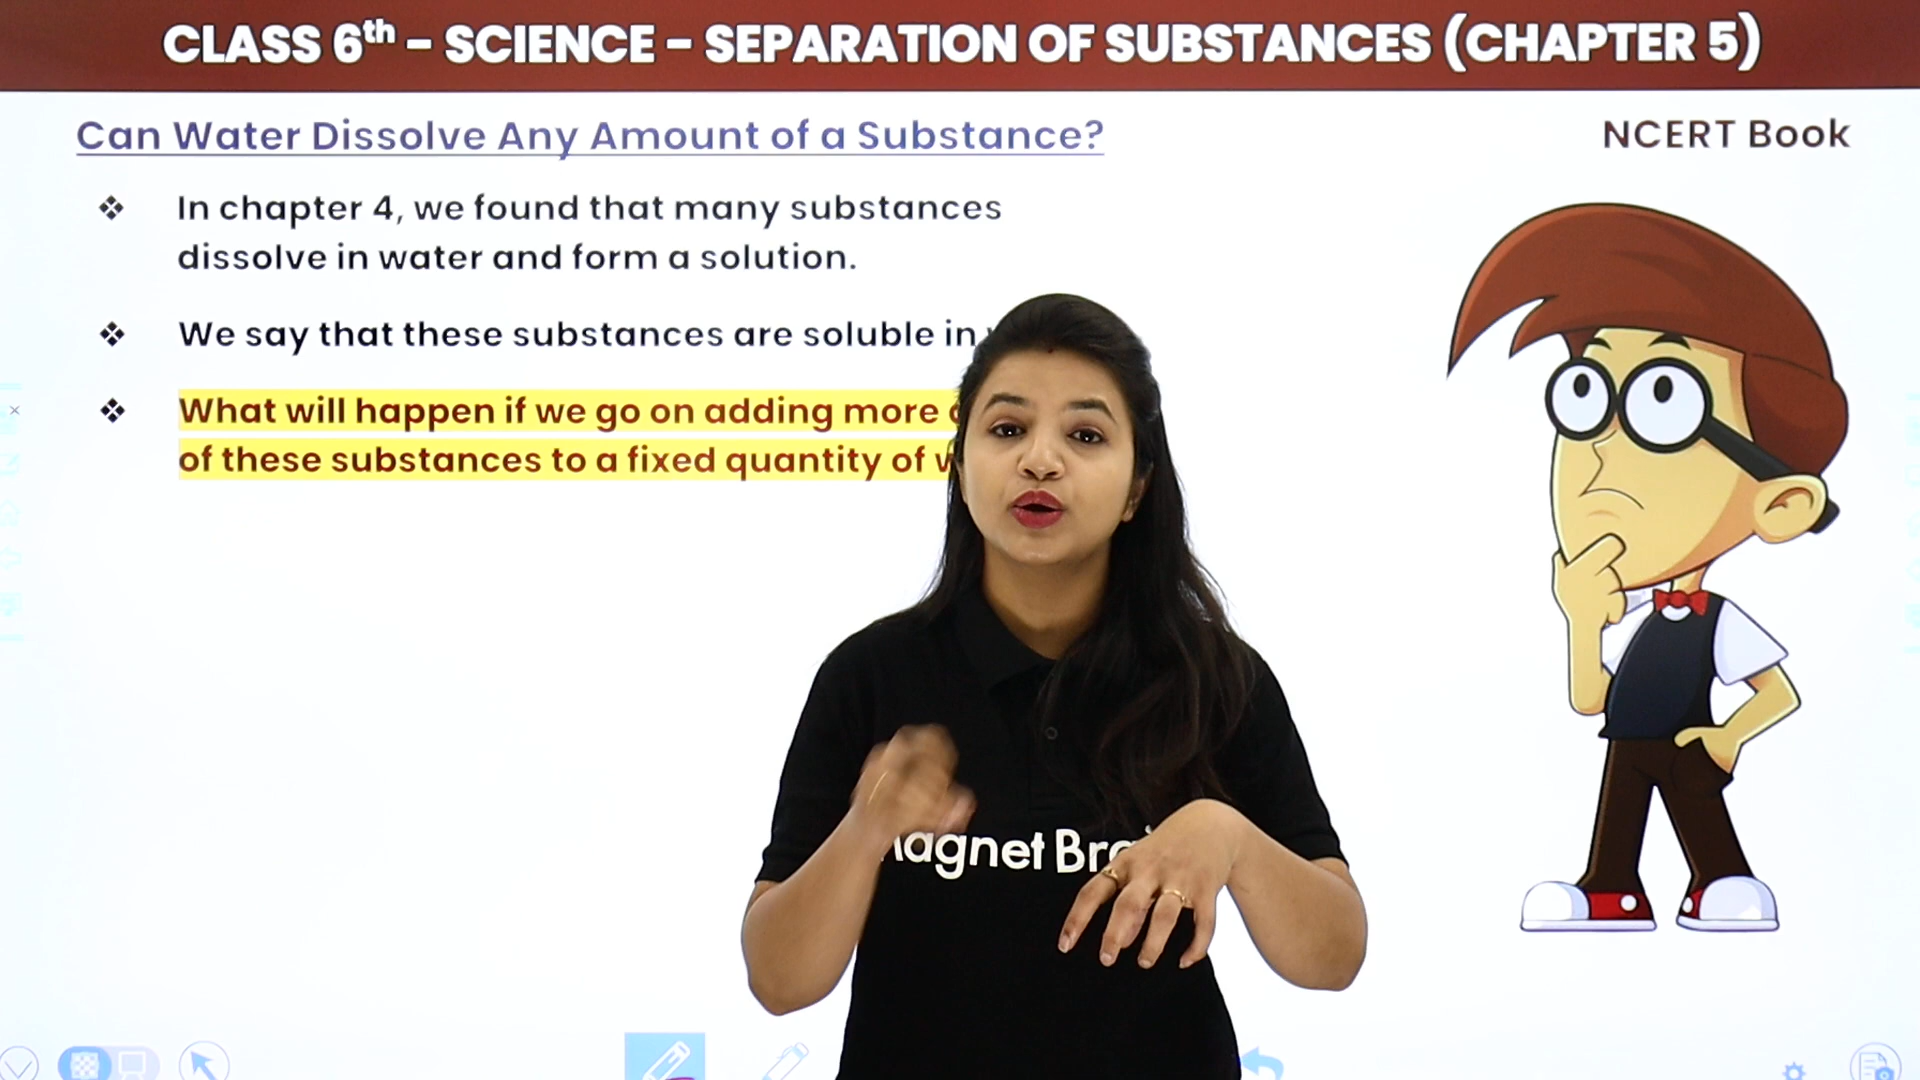 CLASS 6th - SCIENCE - SEPARATION OF SUBSTANCES (CHAPTER 5)
Can Water Dissolve Any Amount of a Substance?
NCERT Book
In chapter 4, we found that many substances
dissolve in water and form a solution.
We say that these substances are soluble in
What will happen if we go on adding more
of these substances to a fixed quantity of